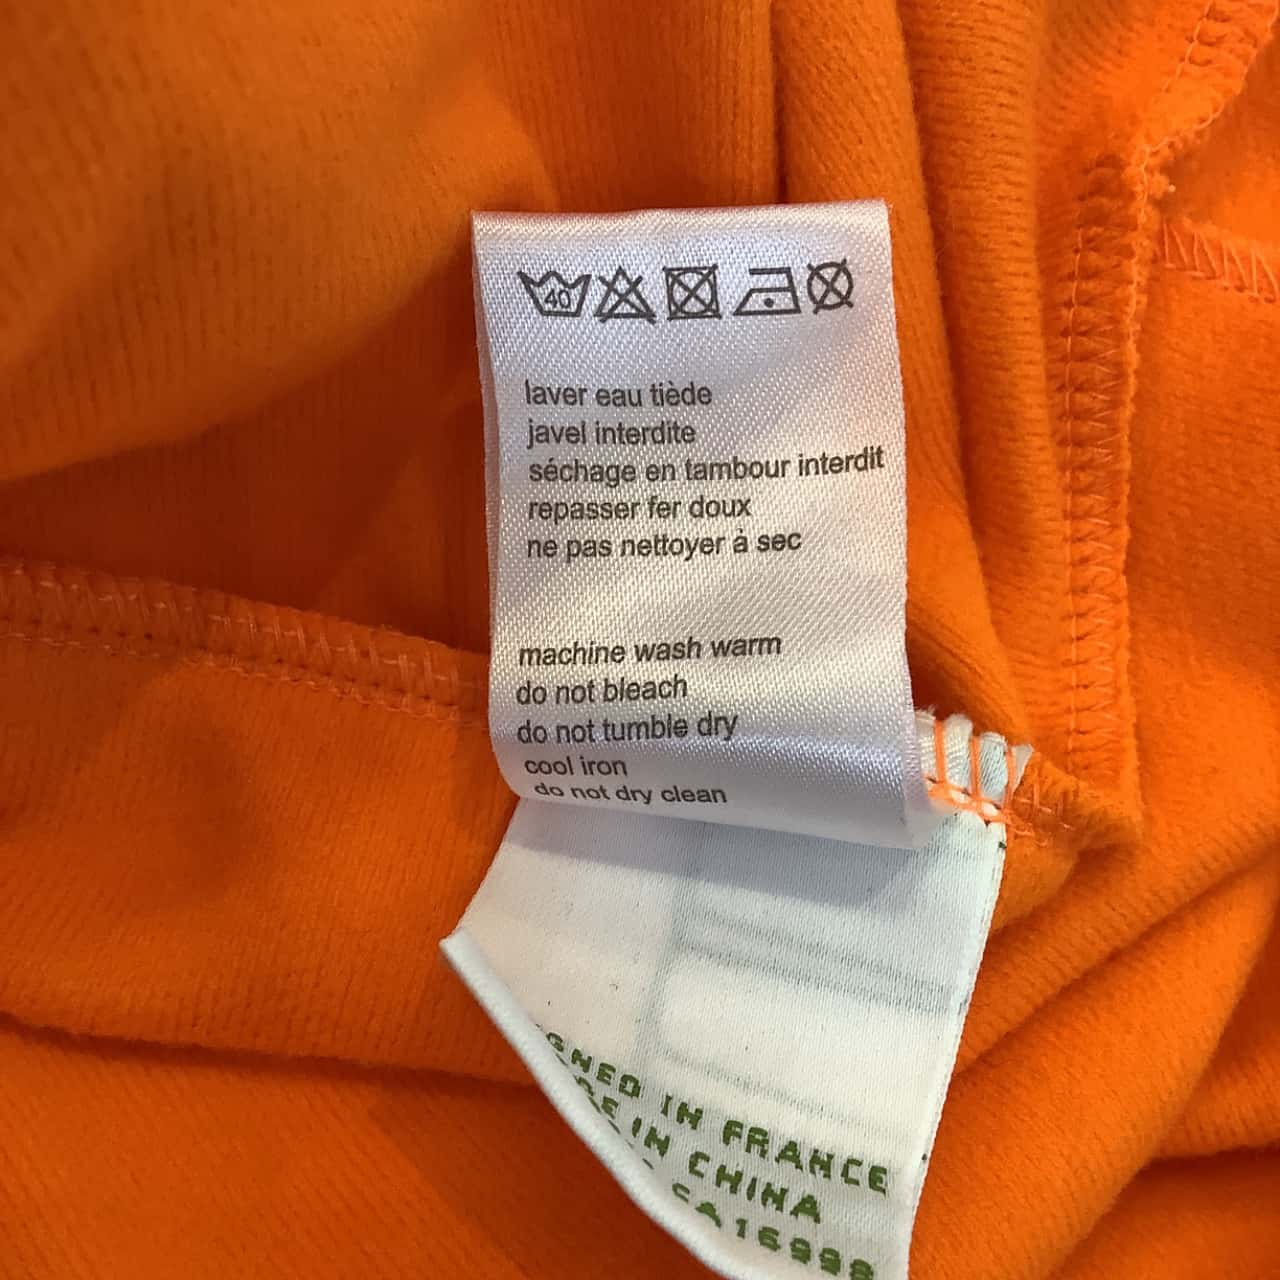 40
laver eau tiède
javel interdite
séchage en tambour interdit
repasser fer doux
ne pas nettoyer à sec
machine wash warm
do not bleach
do not tumble dry
cool iron
do not dry clean
IN FRANCE
IN CHINA